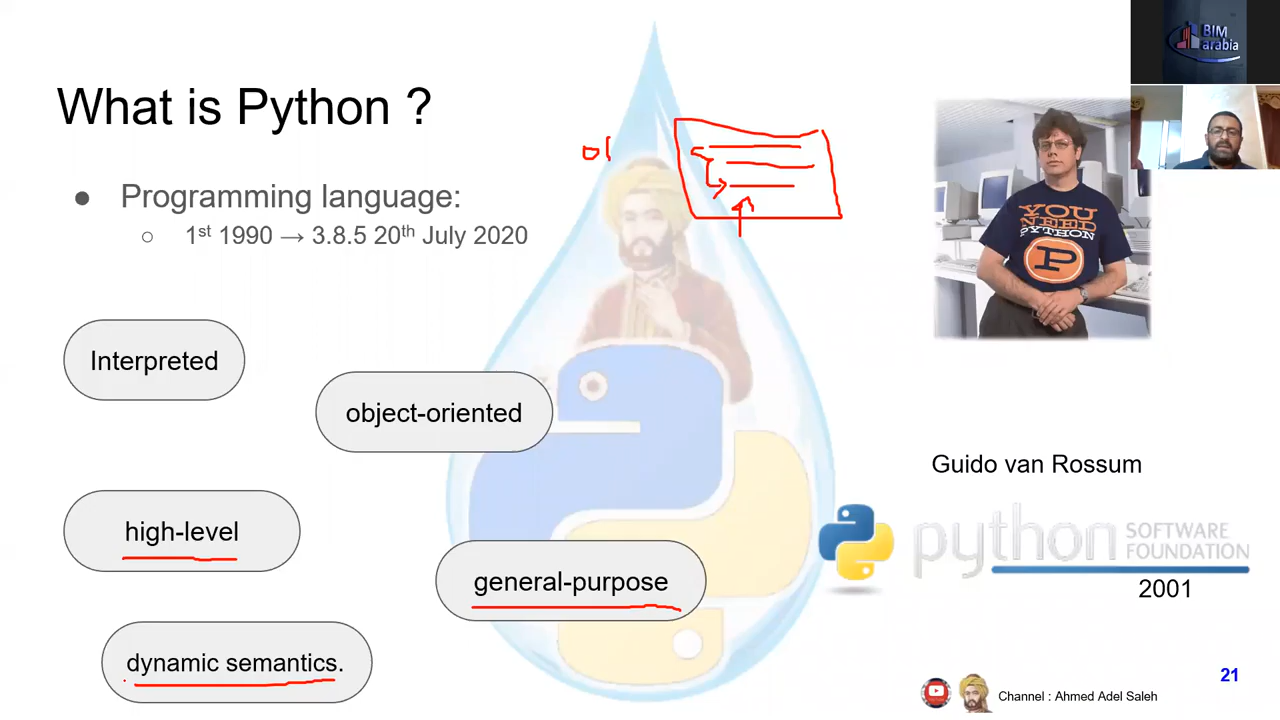 BIM
arabia
What is Python ?
● Programming language:
○ 1st 1990 → 3.8.5 20th July 2020
01
YOU
NEED
PYTHON
P
Interpreted
object-oriented
high-level
general-purpose
dynamic semantics.
Guido van Rossum
python SOFTWARE
FOUNDATION
2001
21
Channel : Ahmed Adel Saleh